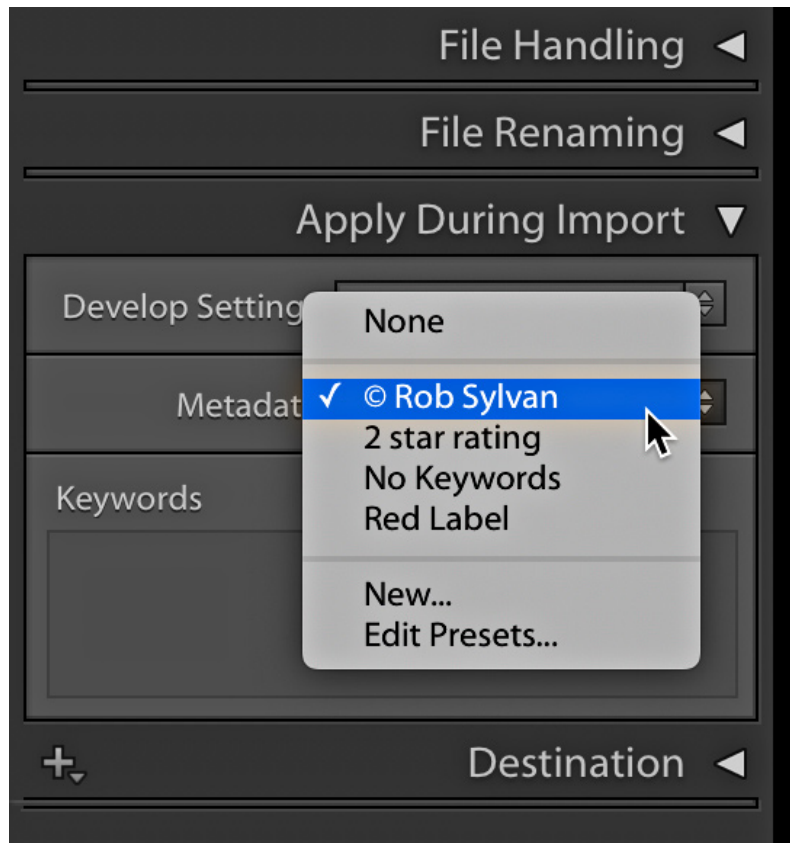 File Handling
File Renaming
Apply During Import
Develop Setting
None
Metadat
✓ © Rob Sylvan
2 star rating
No Keywords
Keywords
Red Label
New...
Edit Presets...
Destination